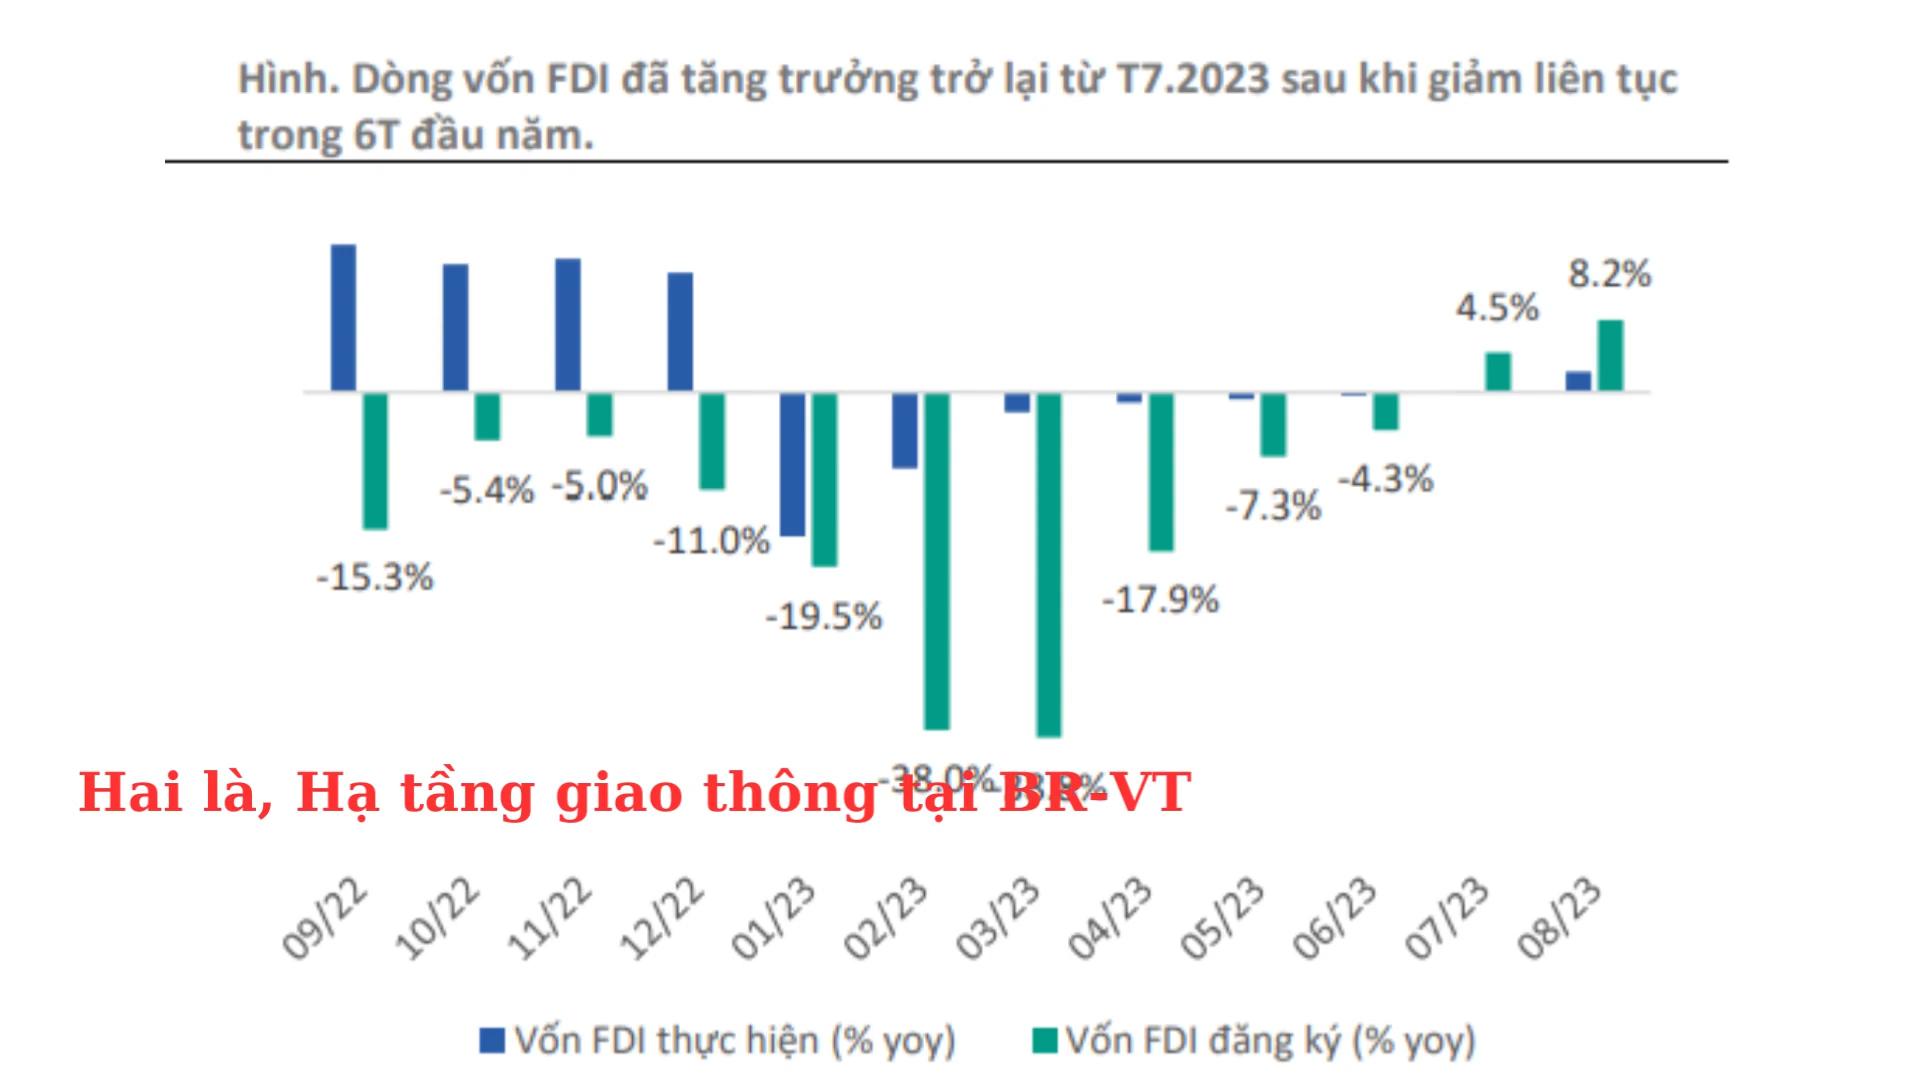 Hình. Dòng vốn FDI đã tăng trưởng trở lại từ T7.2023 sau khi giảm liên tục
trong 6T đầu năm.
8.2%
4.5%
-5.4% -5.0%
-4.3%
-7.3%
-11.0%
-15.3%
-17.9%
-19.5%
-38.0%
Hai là, Hạ tầng giao thông tại BR-VT
09/22 10/22 11/22 12/22 01/23 02/23 03/23 04/23 05/23 06/23 07/23 08/23
Vốn FDI thực hiện (% yoy) Vốn FDI đăng ký (% yoy)